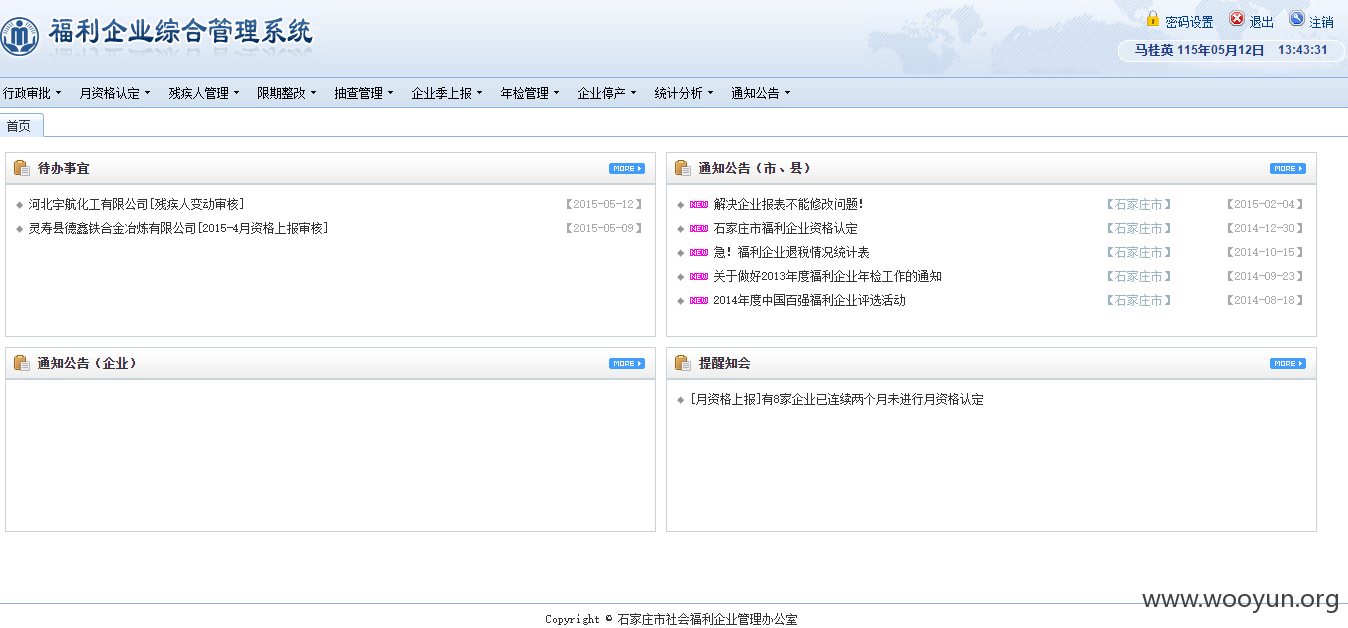 福利企业综合管理系统
密码设置 退出 注销
马桂英 115年05月12日 13:43:31
行政审批 月资格认定 残疾人管理 限期整改 抽查管理 企业季上报 年检管理 企业停产 统计分析 通知公告
首页
待办事宜 MORE
河北宇航化工有限公司[残疾人变动审核] 【2015-05-12】
灵寿县德鑫铁合金冶炼有限公司[2015-4月资格上报审核] 【2015-05-09】
通知公告（市、县） MORE
NEW 解决企业报表不能修改问题! 【石家庄市】 【2015-02-04】
NEW 石家庄市福利企业资格认定 【石家庄市】 【2014-12-30】
NEW 急！福利企业退税情况统计表 【石家庄市】 【2014-10-15】
NEW 关于做好2013年度福利企业年检工作的通知 【石家庄市】 【2014-09-23】
NEW 2014年度中国百强福利企业评选活动 【石家庄市】 【2014-08-18】
通知公告（企业） MORE
提醒知会 MORE
[月资格上报]有8家企业已连续两个月未进行月资格认定
www.wooyun.org
Copyright © 石家庄市社会福利企业管理办公室